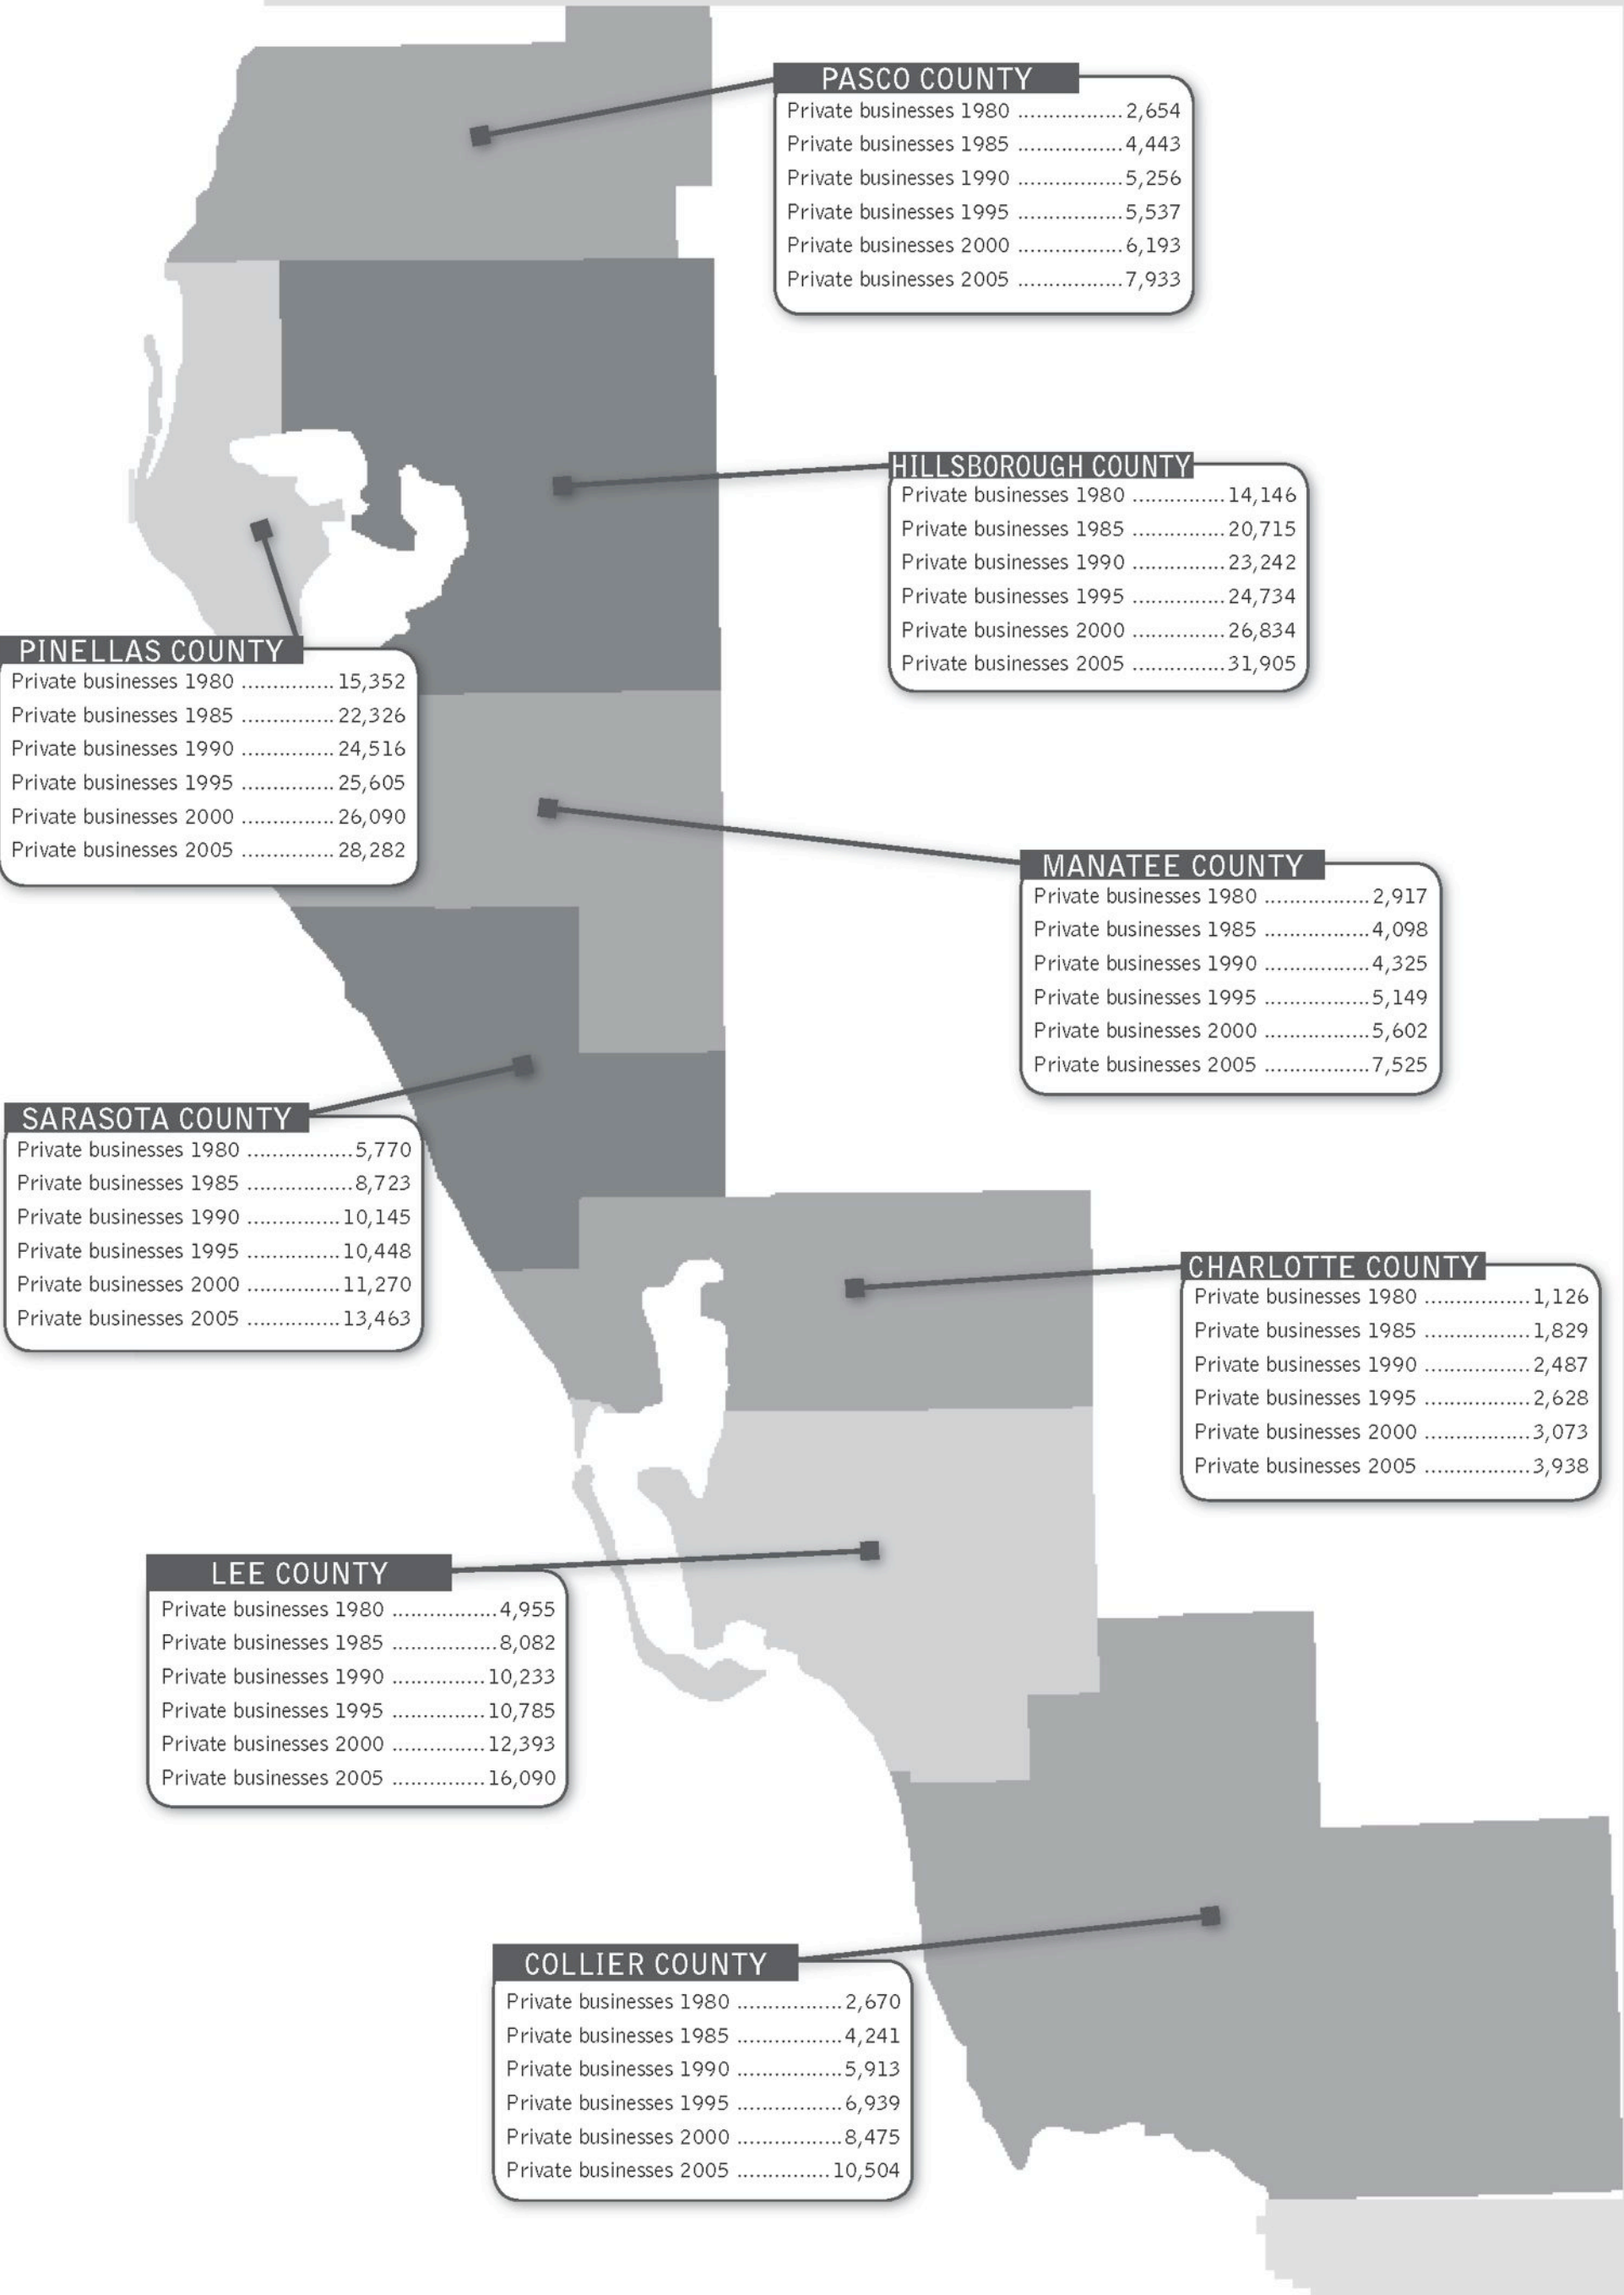 PASCO COUNTY
Private businesses 1980 .................2,654
Private businesses 1985 .................4,443
Private businesses 1990 .................5,256
Private businesses 1995 .................5,537
Private businesses 2000 .................6,193
Private businesses 2005 .................7,933
HILLSBOROUGH COUNTY
Private businesses 1980 ...............14,146
Private businesses 1985 ...............20,715
Private businesses 1990 ...............23,242
Private businesses 1995 ...............24,734
Private businesses 2000 ...............26,834
Private businesses 2005 ...............31,905
PINELLAS COUNTY
Private businesses 1980 ...............15,352
Private businesses 1985 ...............22,326
Private businesses 1990 ...............24,516
Private businesses 1995 ...............25,605
Private businesses 2000 ...............26,090
Private businesses 2005 ...............28,282
MANATEE COUNTY
Private businesses 1980 .................2,917
Private businesses 1985 .................4,098
Private businesses 1990 .................4,325
Private businesses 1995 .................5,149
Private businesses 2000 .................5,602
Private businesses 2005 .................7,525
SARASOTA COUNTY
Private businesses 1980 .................5,770
Private businesses 1985 .................8,723
Private businesses 1990 ...............10,145
Private businesses 1995 ...............10,448
Private businesses 2000 ...............11,270
Private businesses 2005 ...............13,463
CHARLOTTE COUNTY
Private businesses 1980 .................1,126
Private businesses 1985 .................1,829
Private businesses 1990 .................2,487
Private businesses 1995 .................2,628
Private businesses 2000 .................3,073
Private businesses 2005 .................3,938
LEE COUNTY
Private businesses 1980 .................4,955
Private businesses 1985 .................8,082
Private businesses 1990 ...............10,233
Private businesses 1995 ...............10,785
Private businesses 2000 ...............12,393
Private businesses 2005 ...............16,090
COLLIER COUNTY
Private businesses 1980 .................2,670
Private businesses 1985 .................4,241
Private businesses 1990 .................5,913
Private businesses 1995 .................6,939
Private businesses 2000 .................8,475
Private businesses 2005 ...............10,504